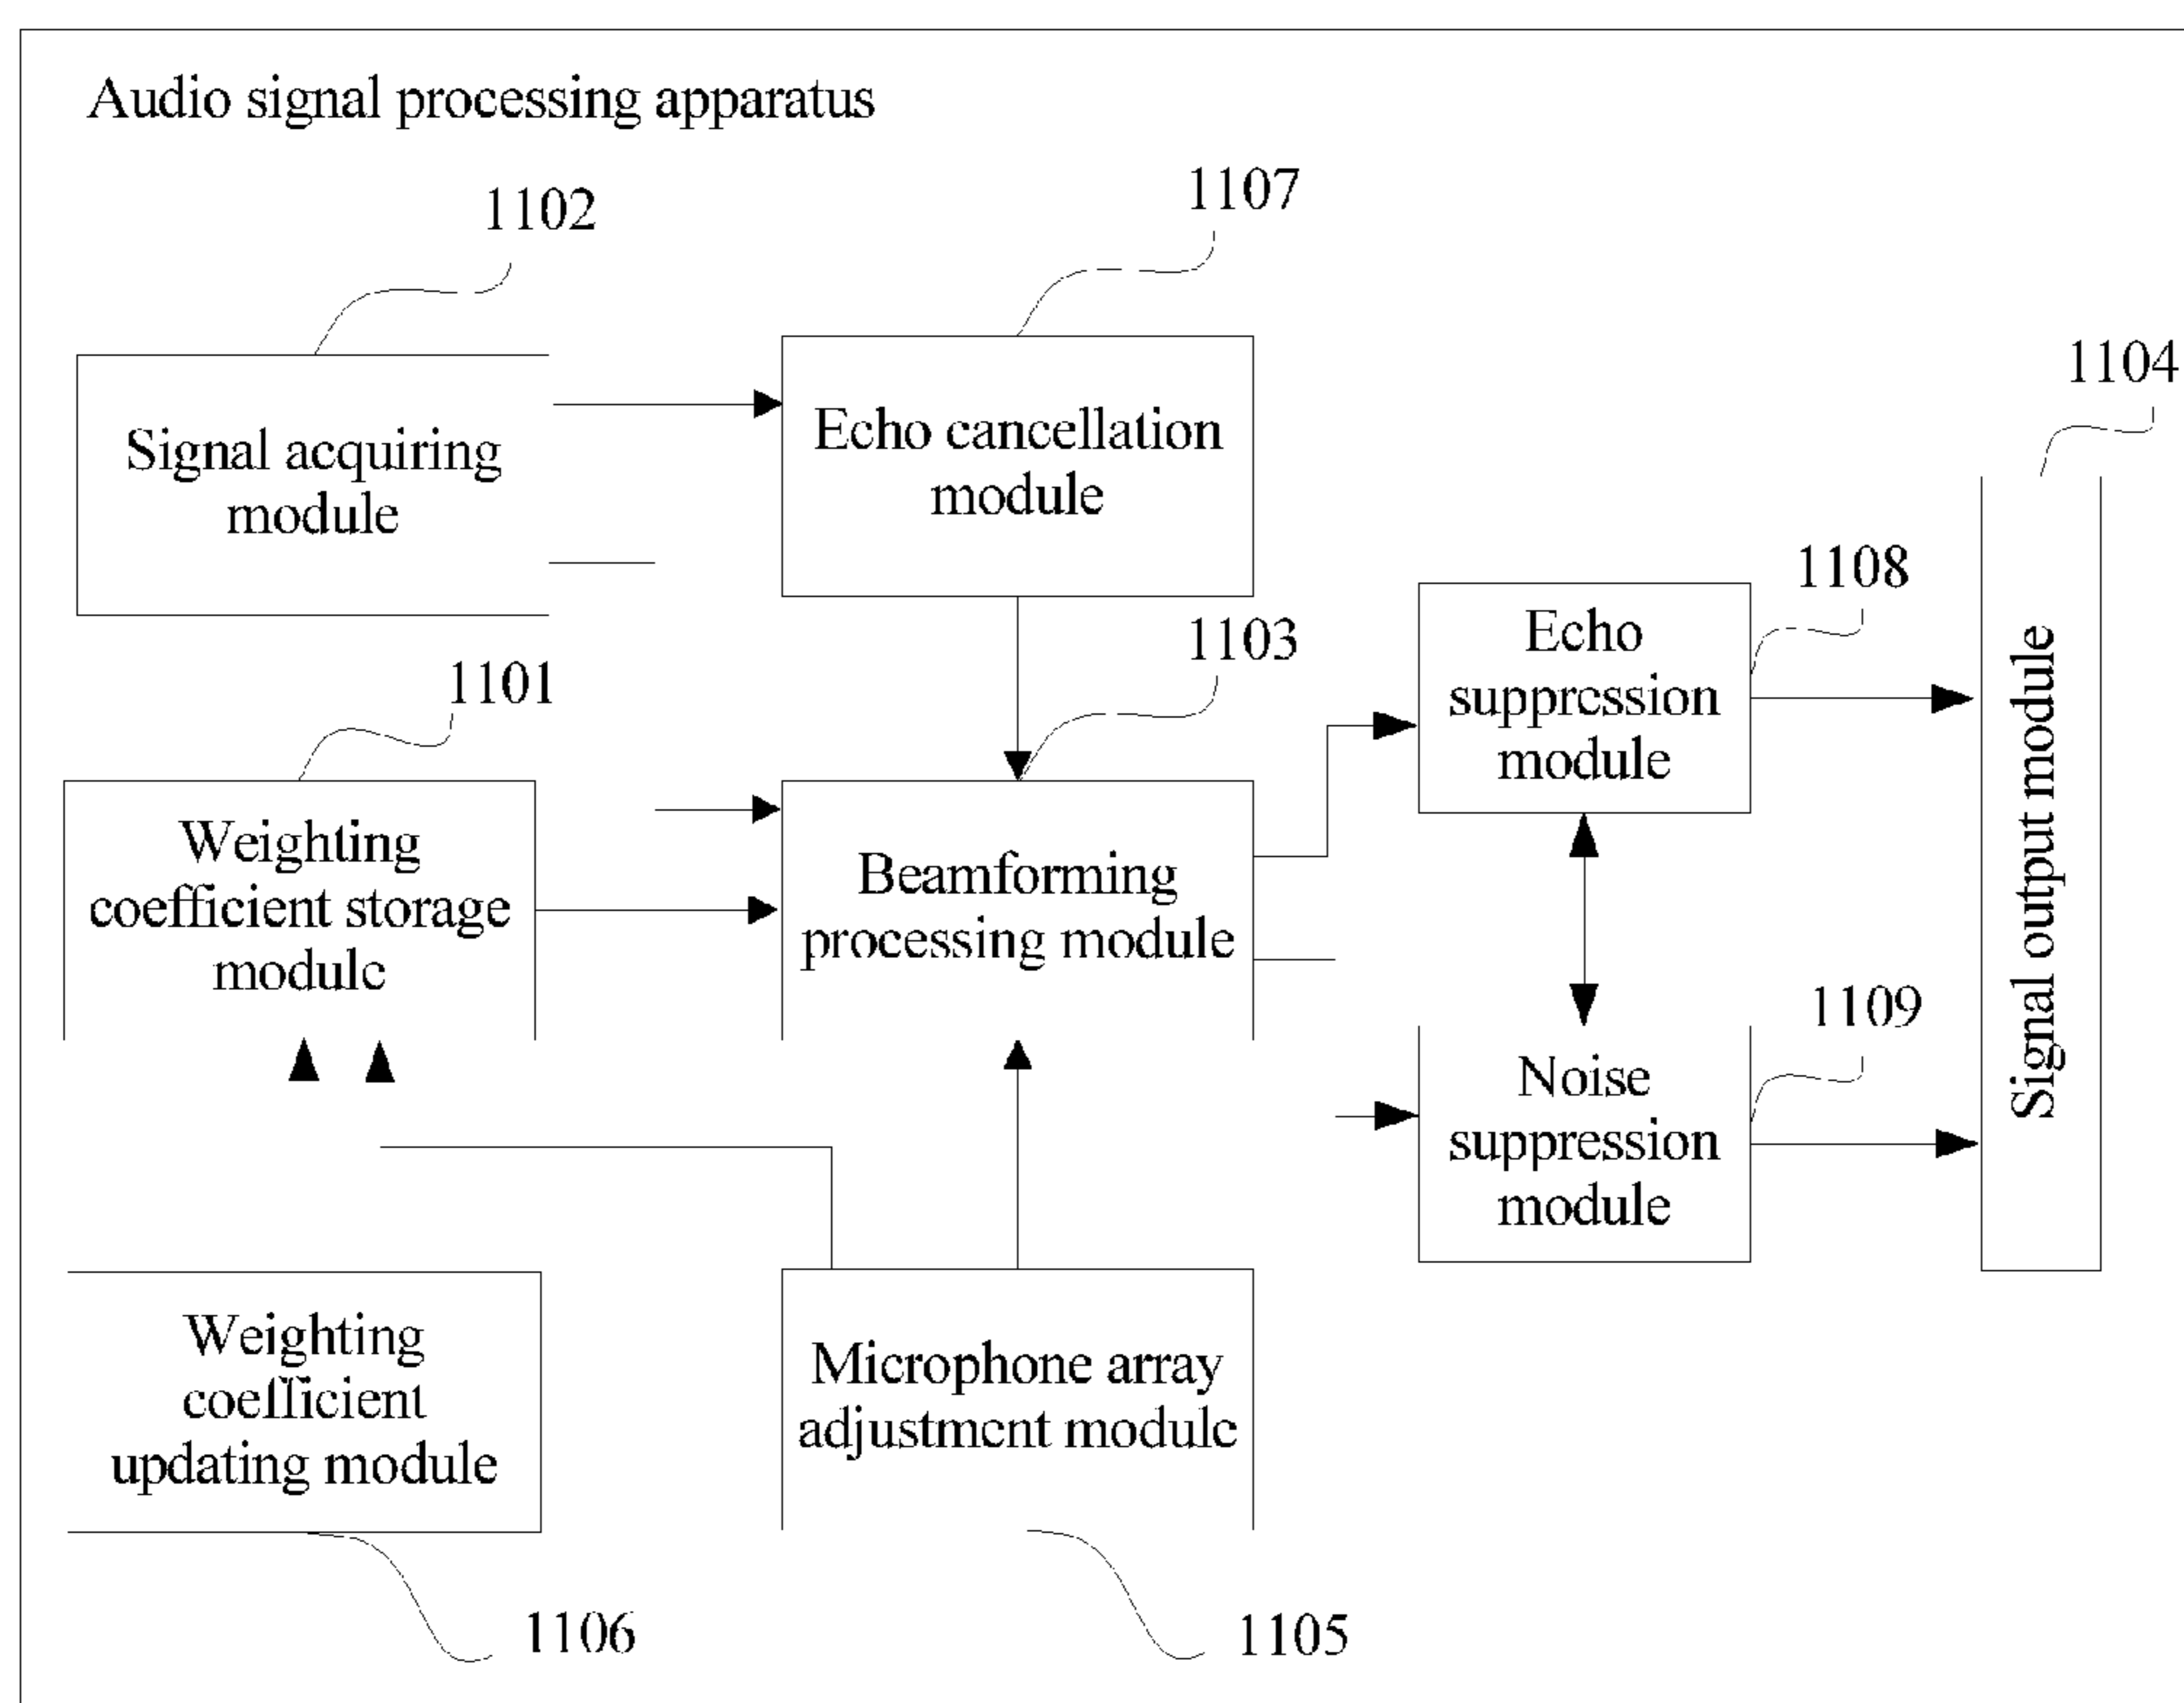 Audio signal processing apparatus
1102
1107
1104
Signal acquiring
module
Echo cancellation
module
1108
1101
1103
Echo
suppression
module
Weighting
coefficient storage
module
Beamforming
processing module
Signal output module
1109
Noise
suppression
module
Weighting
coefficient
updating module
Microphone array
adjustment module
1106
1105